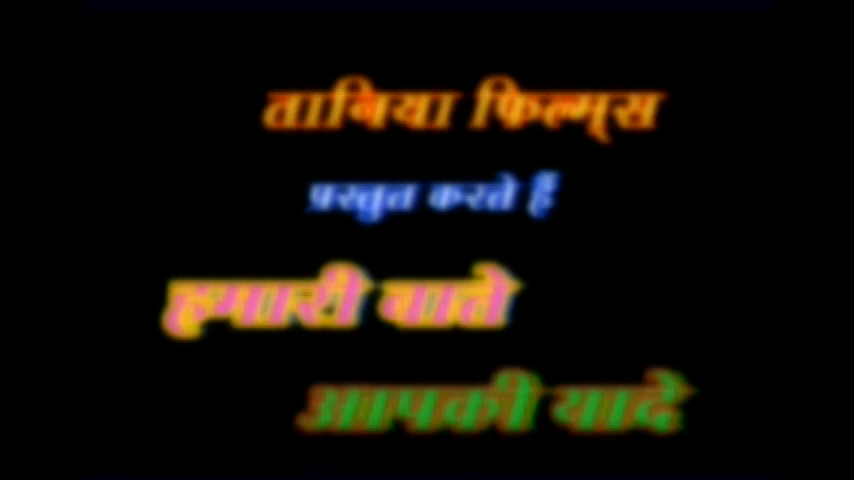 तानिया फिल्म्स
प्रस्तुत करते हैं
हमारी बाते
आपकी यादे